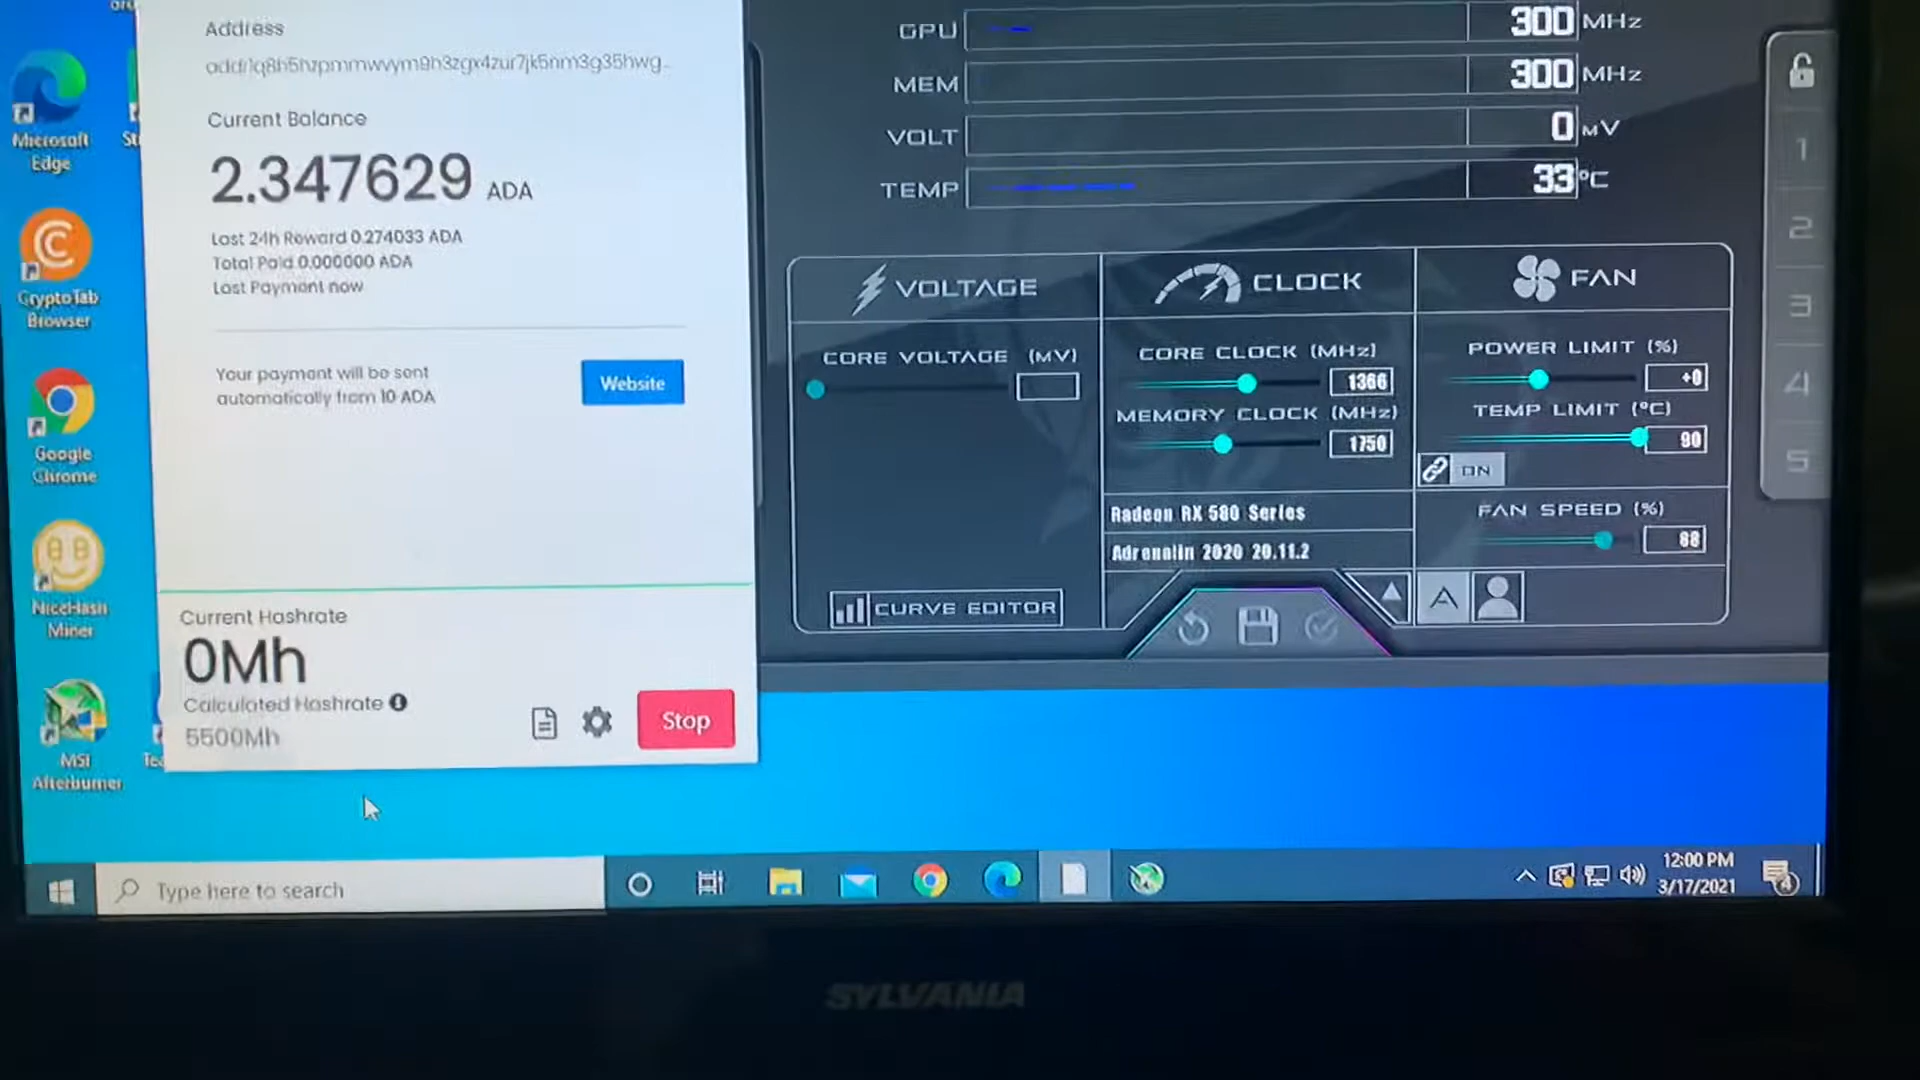 Address
Current Balance
2.347629 ADA
Last 24h Reward 0.274033 ADA
Total Paid 0.000000 ADA
Last Payment now
Your payment will be sent
automatically from 10 ADA
Website
Current Hashrate
0Mh
Calculated Hashrate
5500Mh
Stop
Microsoft
Edge
CryptoTab
Browser
Google
Chrome
NiceHash
Miner
MSI
Afterburner
GPU 300 MHz
MEM 300 MHz
VOLT 0 MV
TEMP 33 °C
1
2
3
4
5
VOLTAGE
CORE VOLTAGE (MV)
CURVE EDITOR
CLOCK
CORE CLOCK (MHz)
1366
MEMORY CLOCK (MHz)
1750
Radeon RX 580 Series
Adrenalin 2020 20.11.2
FAN
POWER LIMIT (%)
+0
TEMP LIMIT (°C)
90
ON
FAN SPEED (%)
88
A
Type here to search
12:00 PM
3/17/2021
4
SYLVANIA